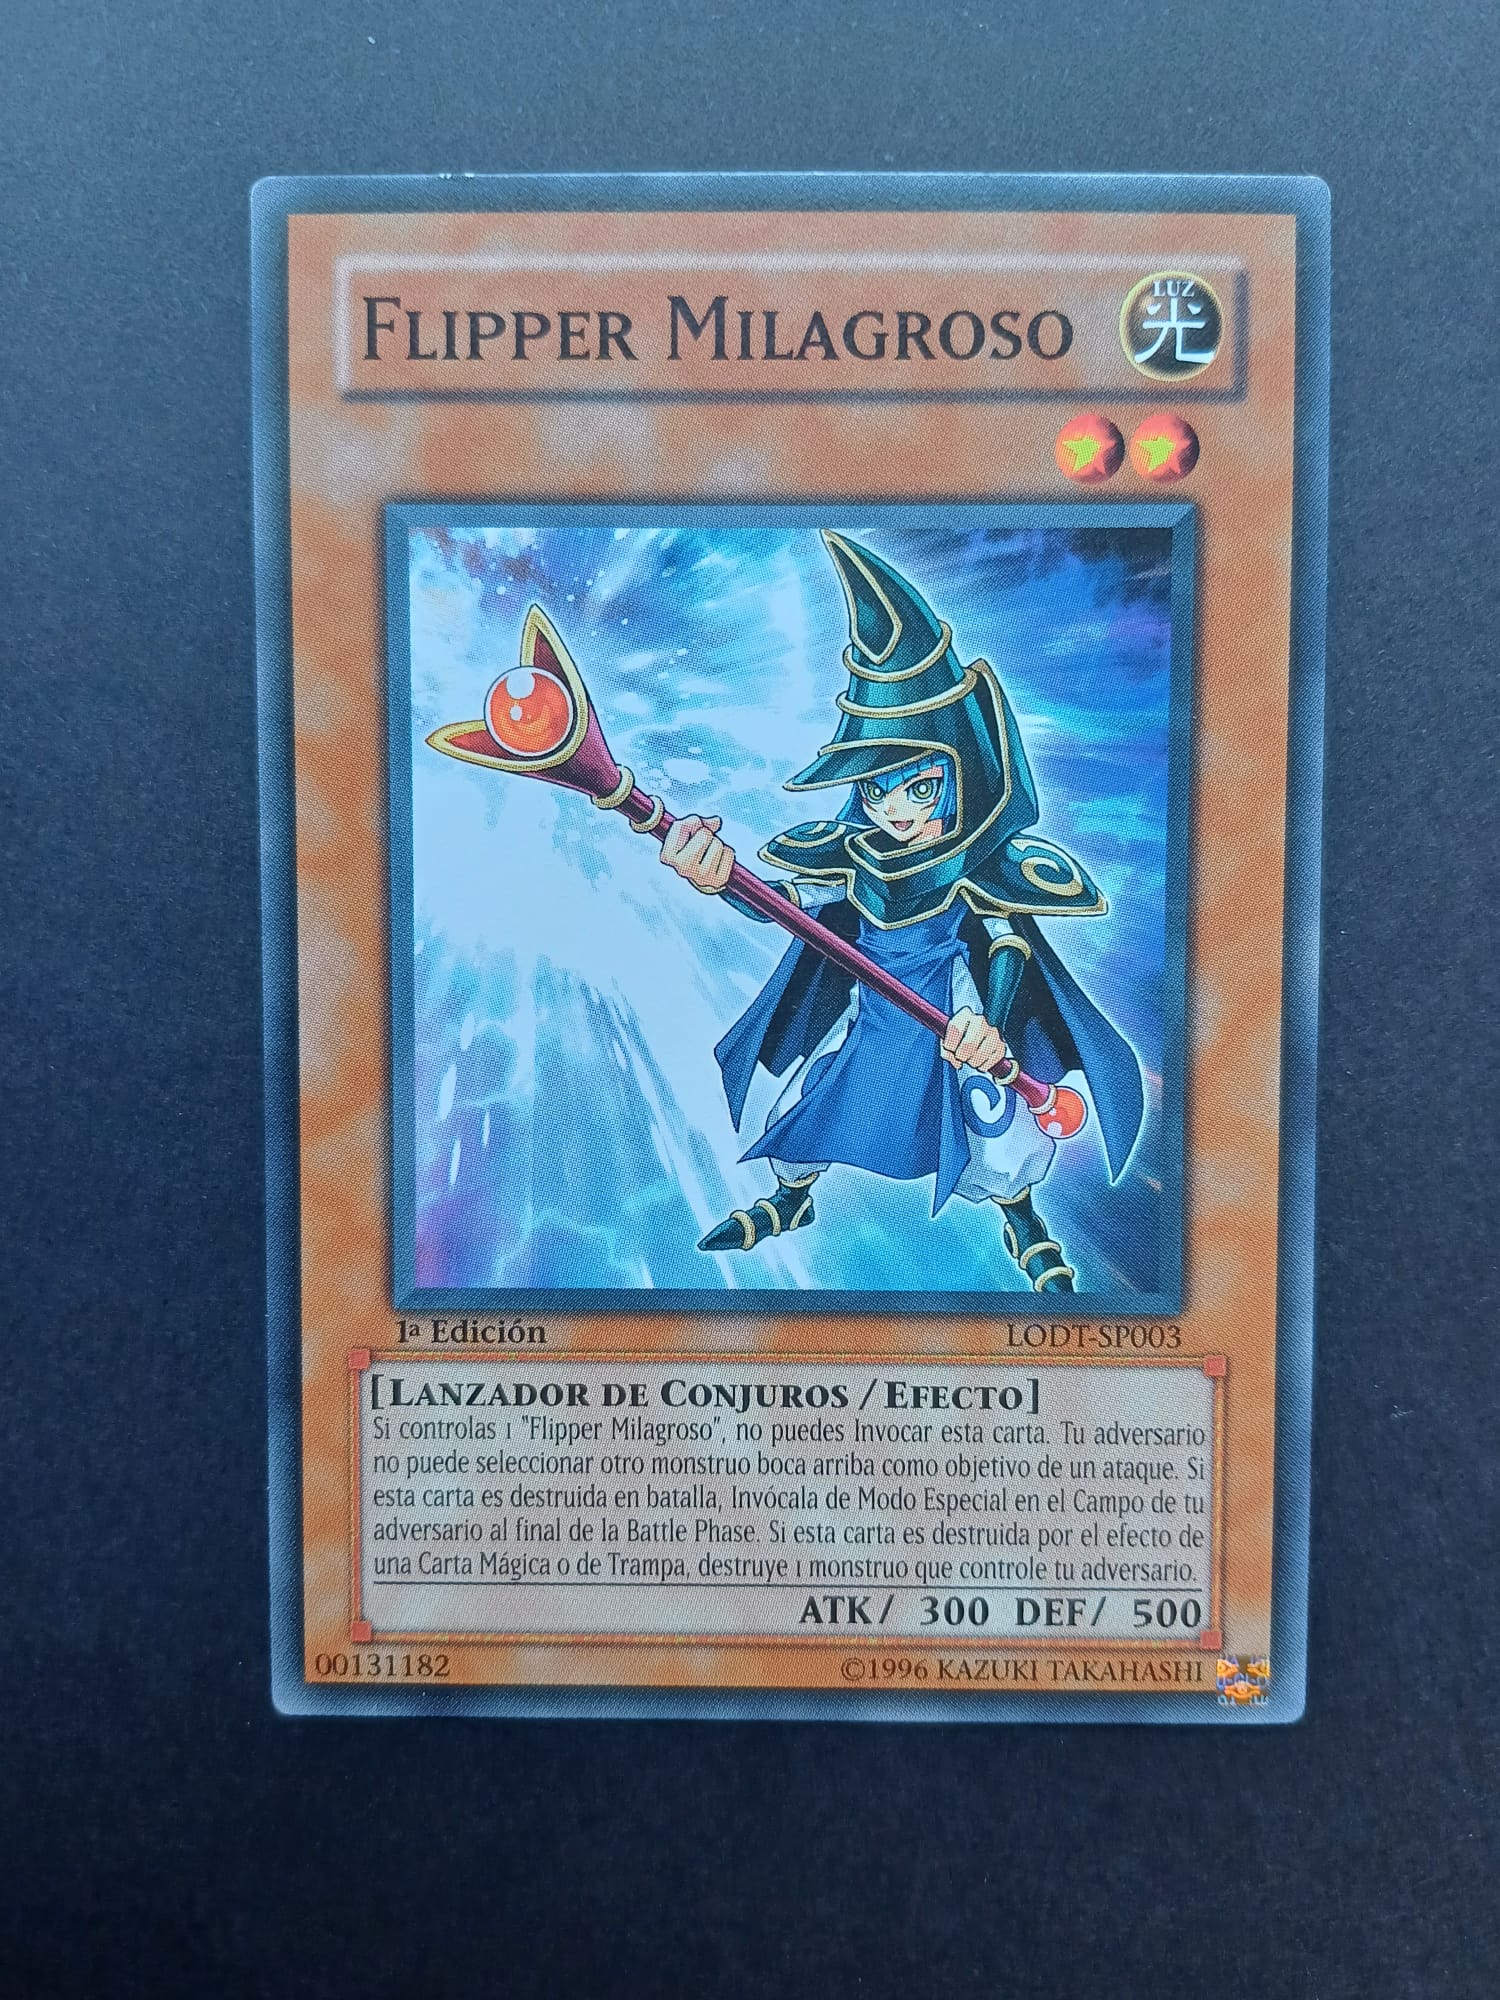 FLIPPER MILAGROSO
LUZ
光
1ª Edición
LODT-SP003
[LANZADOR DE CONJUROS / EFECTO]
Si controlas 1 "Flipper Milagroso", no puedes Invocar esta carta. Tu adversario
no puede seleccionar otro monstruo boca arriba como objetivo de un ataque. Si
esta carta es destruida en batalla, Invócala de Modo Especial en el Campo de tu
adversario al final de la Battle Phase. Si esta carta es destruida por el efecto de
una Carta Mágica o de Trampa, destruye 1 monstruo que controle tu adversario.
ATK/ 300 DEF/ 500
00131182
©1996 KAZUKI TAKAHASHI